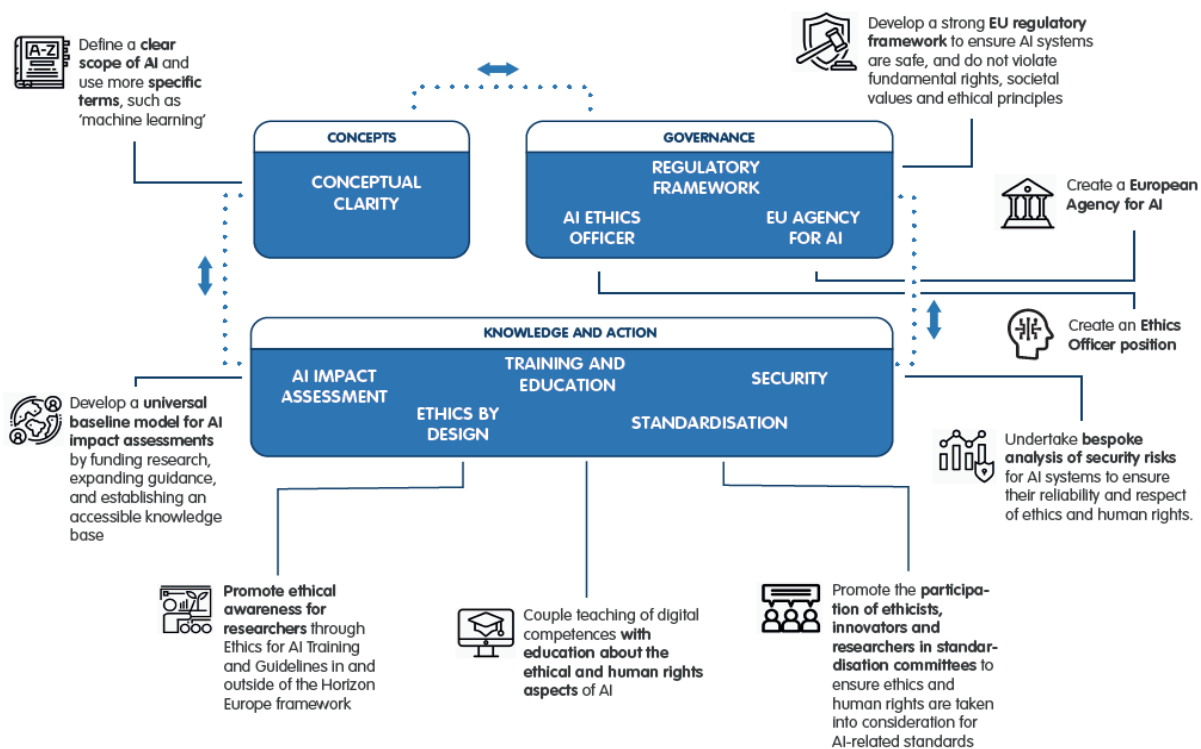 A-Z
Define a clear
scope of AI and
use more specific
terms, such as
'machine learning'
Develop a strong EU regulatory
framework to ensure AI systems
are safe, and do not violate
fundamental rights, societal
values and ethical principles
CONCEPTS
CONCEPTUAL
CLARITY
GOVERNANCE
REGULATORY
FRAMEWORK
AI ETHICS
OFFICER
EU AGENCY
FOR AI
Create a European
Agency for AI
Create an Ethics
Officer position
KNOWLEDGE AND ACTION
AI IMPACT
ASSESSMENT
TRAINING AND
EDUCATION
SECURITY
ETHICS BY
DESIGN
STANDARDISATION
Develop a universal
baseline model for AI
impact assessments
by funding research,
expanding guidance,
and establishing an
accessible knowledge
base
Undertake bespoke
analysis of security risks
for AI systems to ensure
their reliability and respect
of ethics and human rights.
Promote ethical
awareness for
researchers through
Ethics for AI Training
and Guidelines in and
outside of the Horizon
Europe framework
Couple teaching of digital
competences with
education about the
ethical and human rights
aspects of AI
Promote the participa-
tion of ethicists,
innovators and
researchers in standar-
disation committees to
ensure ethics and
human rights are taken
into consideration for
AI-related standards